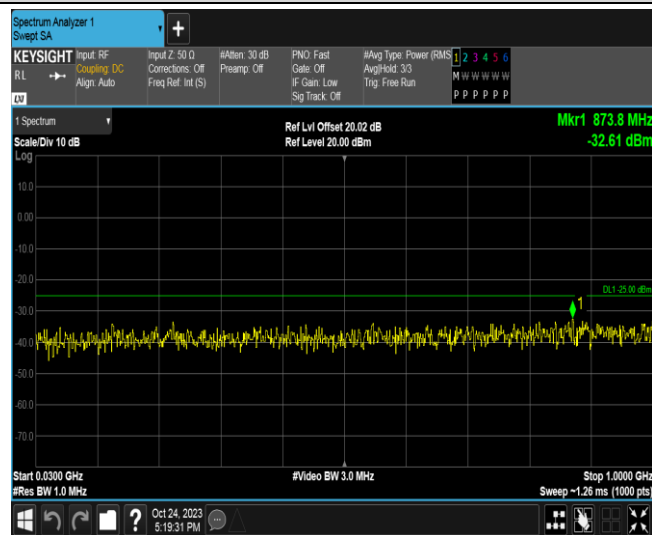 Spectrum Analyzer 1
Swept SA
KEYSIGHT
RL
Input: RF
Coupling: DC
Align: Auto
Input Z: 50 Ω
Corrections: Off
Freq Ref: Int (S)
#Atten: 30 dB
Preamp: Off
PNO: Fast
Gate: Off
IF Gain: Low
Sig Track: Off
#Avg Type: Power (RMS
Avg|Hold: 3/3
Trig: Free Run
1 2 3 4 5 6
M W W W W W
P P P P P P
1 Spectrum
Scale/Div 10 dB
Ref Lvl Offset 20.02 dB
Ref Level 20.00 dBm
Mkr1 873.8 MHz
-32.61 dBm
Log
10.0
0.00
-10.0
-20.0
DL1 -25.00 dBm
1
-30.0
-40.0
-50.0
-60.0
-70.0
Start 0.0300 GHz
#Video BW 3.0 MHz
Stop 1.0000 GHz
#Res BW 1.0 MHz
Sweep ~1.26 ms (1000 pts)
?
Oct 24, 2023
5:19:31 PM